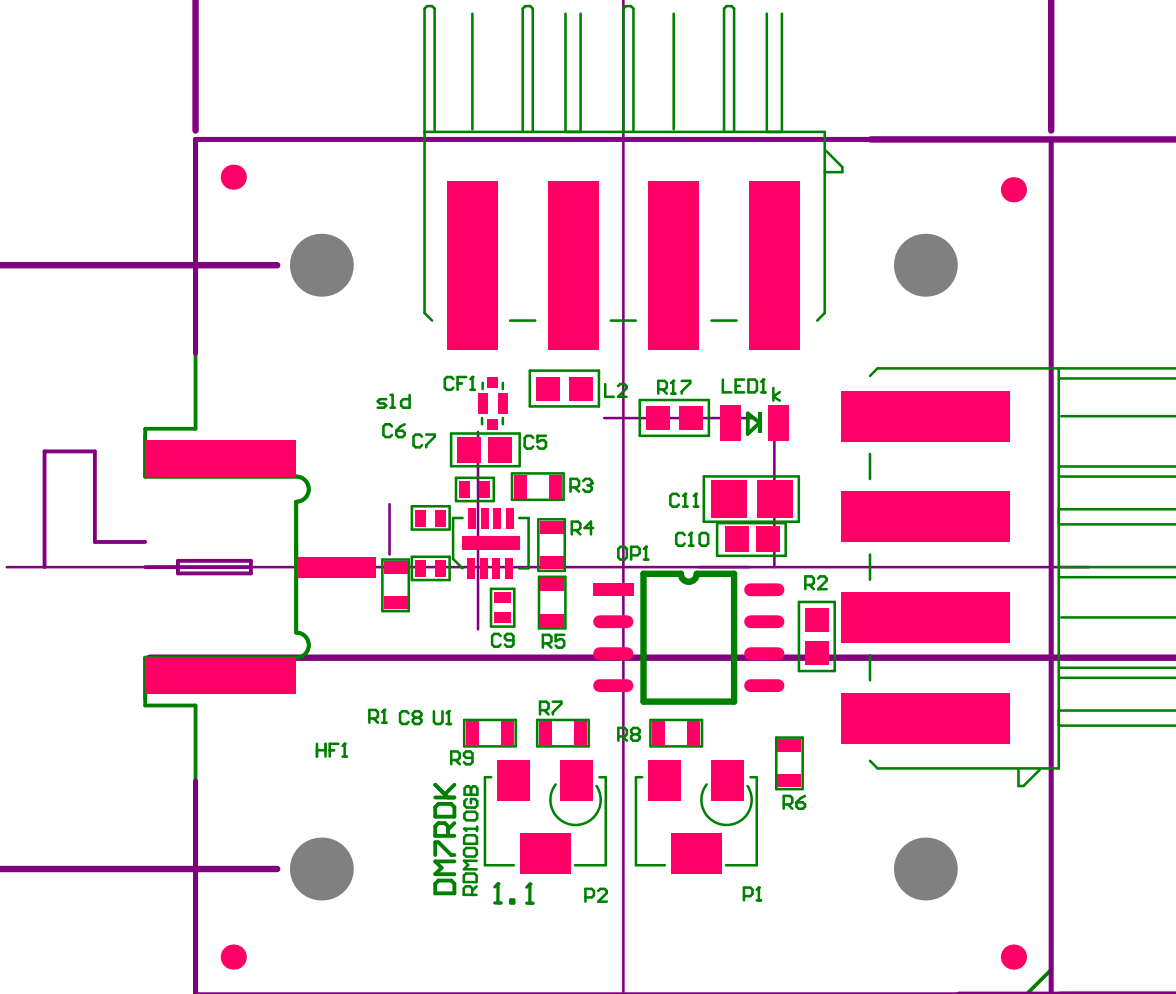 CF1
L2
R17
LED1
k
sld
C6
C7
C5
R3
C11
R4
C10
OP1
R2
C9
R5
R1 C8 U1
R7
R8
HF1
R9
R6
DM7RDK
RDMOD10GB
1.1
P2
P1